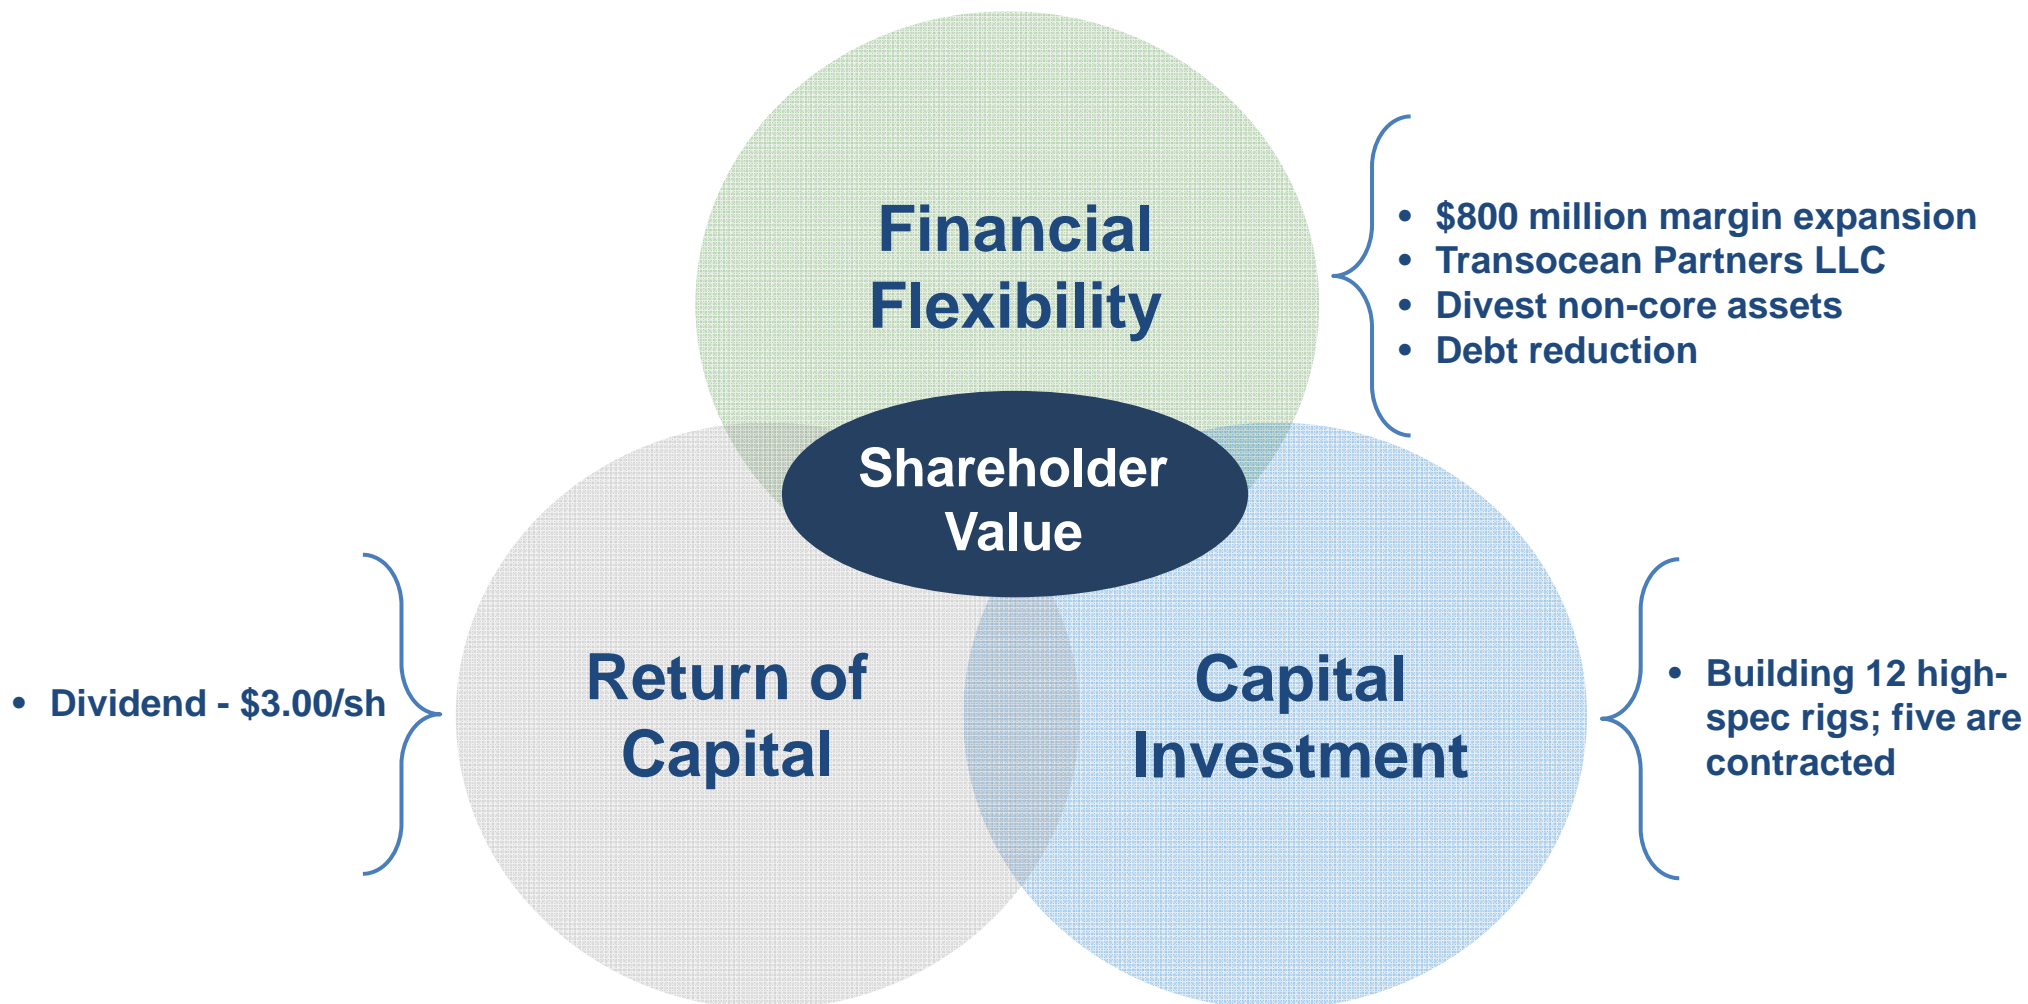 Financial
Flexibility
• $800 million margin expansion
• Transocean Partners LLC
• Divest non-core assets
• Debt reduction
Shareholder
Value
• Dividend - $3.00/sh
Return of
Capital
Capital
Investment
• Building 12 high-
spec rigs; five are
contracted